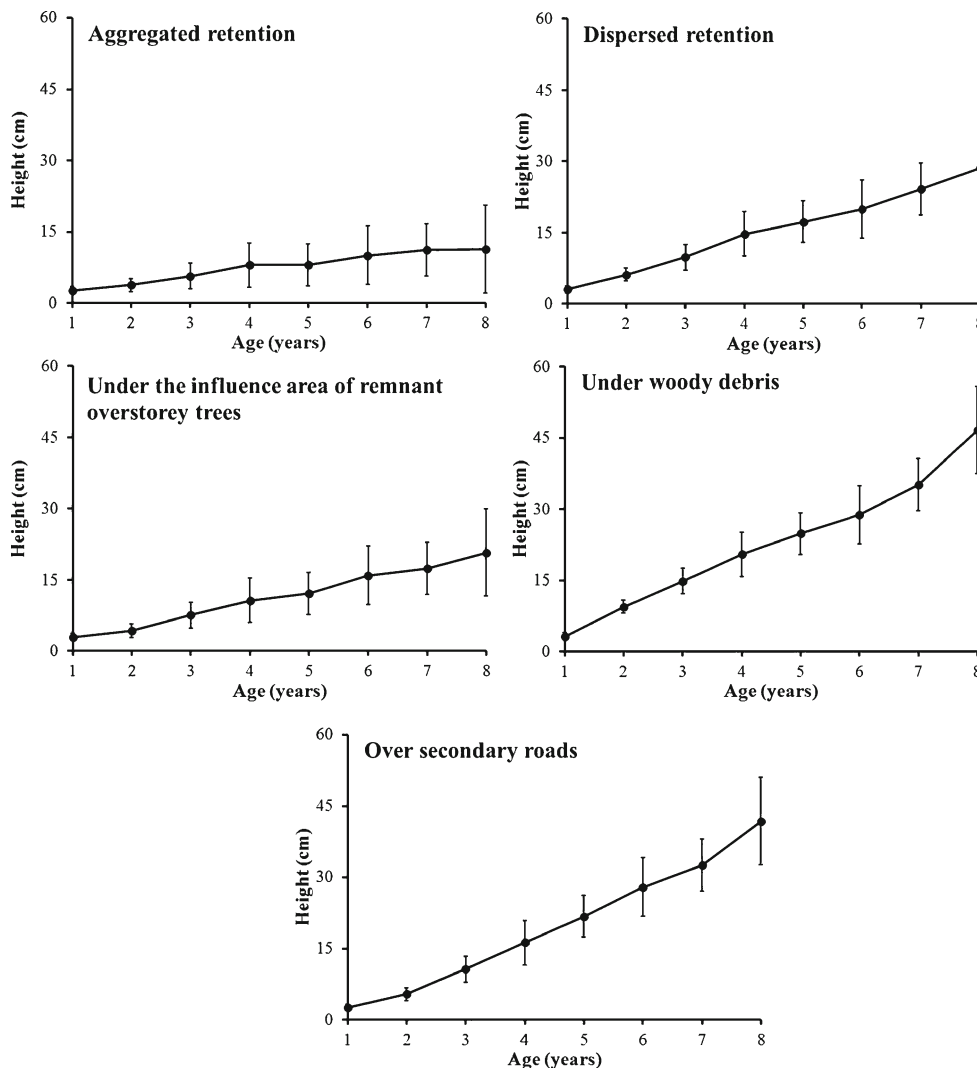 Aggregated retention
60
45
30
15
0
Height (cm)
1 2 3 4 5 6 7 8
Age (years)
Dispersed retention
60
45
30
15
0
Height (cm)
1 2 3 4 5 6 7 8
Age (years)
Under the influence area of remnant
overstorey trees
60
45
30
15
0
Height (cm)
1 2 3 4 5 6 7 8
Age (years)
Under woody debris
60
45
30
15
0
Height (cm)
1 2 3 4 5 6 7 8
Age (years)
Over secondary roads
60
45
30
15
0
Height (cm)
1 2 3 4 5 6 7 8
Age (years)